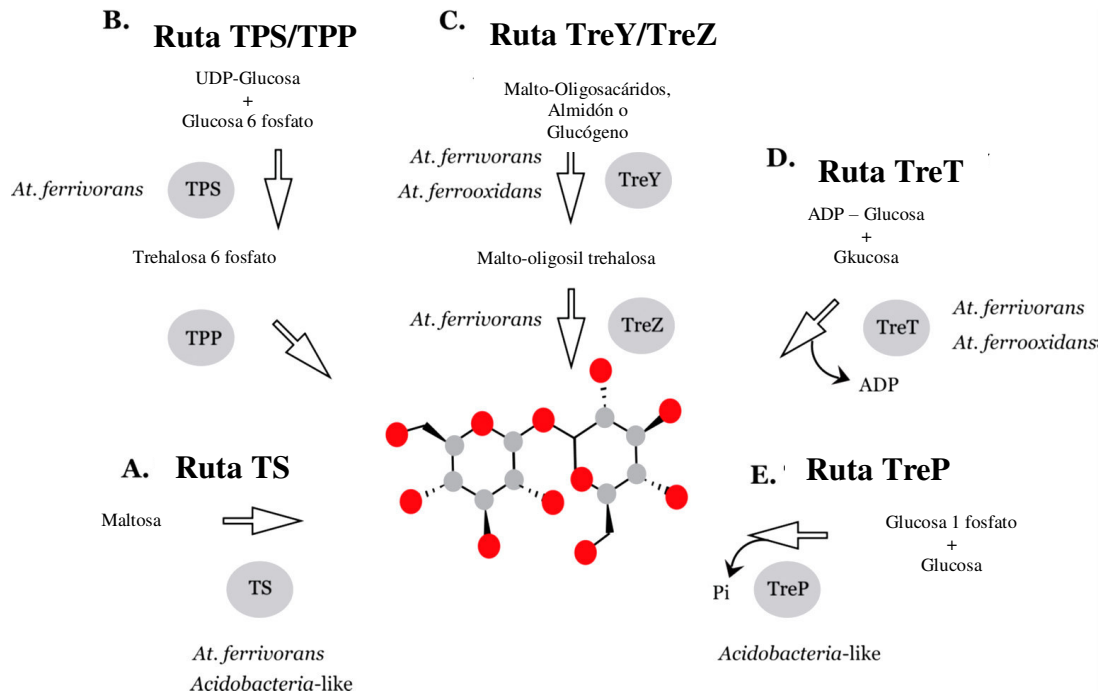 B. Ruta TPS/TPP
UDP-Glucosa
+
Glucosa 6 fosfato
At. ferrivorans
TPS
Trehalosa 6 fosfato
TPP
C. Ruta TreY/TreZ
Malto-Oligosacáridos,
Almidón o
Glucógeno
At. ferrivorans
At. ferrooxidans
TreY
Malto-oligosil trehalosa
At. ferrivorans
TreZ
D. Ruta TreT
ADP – Glucosa
+
Gkucosa
TreT
At. ferrivorans
At. ferrooxidans
ADP
A. Ruta TS
Maltosa
TS
At. ferrivorans
Acidobacteria-like
E. Ruta TreP
Glucosa 1 fosfato
+
Glucosa
Pi
TreP
Acidobacteria-like